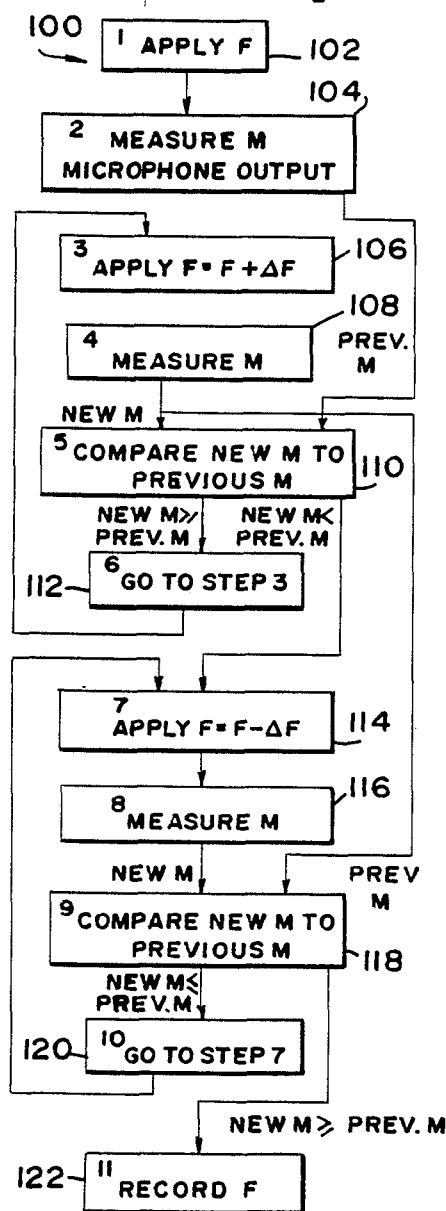 100
1 APPLY F
102
104
2 MEASURE M
MICROPHONE OUTPUT
3 APPLY F = F + ΔF
106
108
4 MEASURE M
PREV.
M
NEW M
5 COMPARE NEW M TO
PREVIOUS M
110
NEW M ≥
PREV. M
NEW M <
PREV. M
112
6 GO TO STEP 3
7
APPLY F = F - ΔF
114
116
8 MEASURE M
NEW M
PREV
M
9 COMPARE NEW M TO
PREVIOUS M
118
NEW M ≤
PREV. M
120
10 GO TO STEP 7
NEW M ≥ PREV. M
122
11 RECORD F